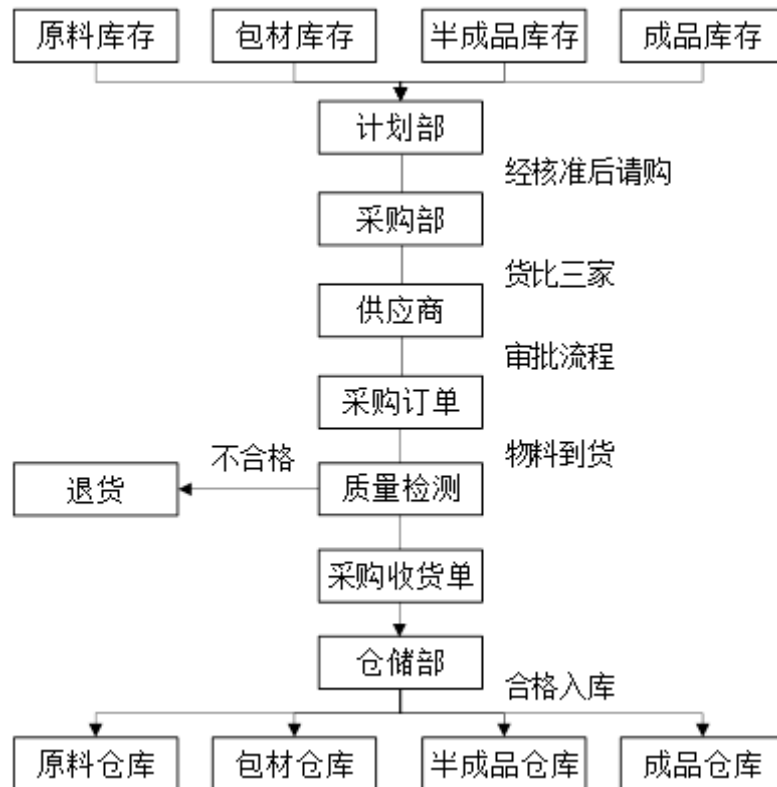 原料库存 包材库存 半成品库存 成品库存
计划部
经核准后请购
采购部
货比三家
供应商
审批流程
采购订单
物料到货
不合格
退货 质量检测
采购收货单
仓储部
合格入库
原料仓库 包材仓库 半成品仓库 成品仓库